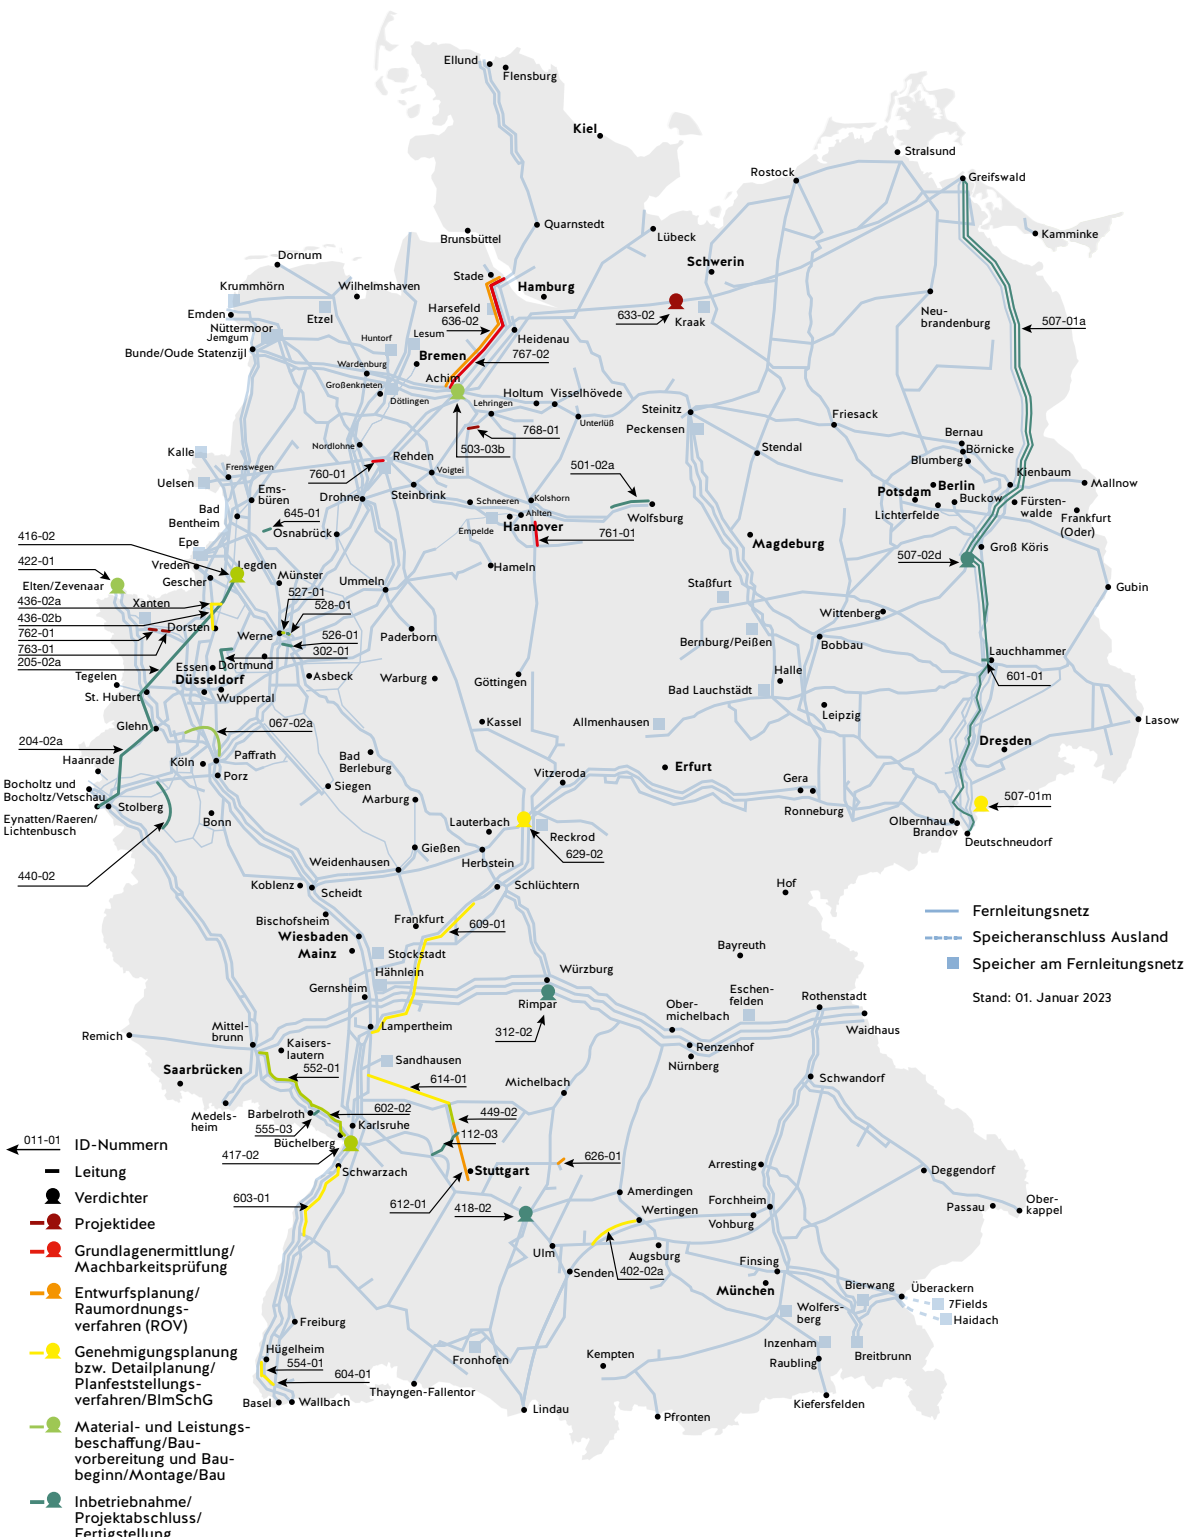 Ellund
Flensburg
Kiel
Stralsund
Rostock
Greifswald
Quarnstedt
Brunsbüttel
Lübeck
Kamminke
Dornum
Schwerin
Stade
Krummhörn
Wilhelmshaven
Hamburg
Harsefeld
Emden
Etzel
633-02
Kraak
Neu-
brandenburg
507-01a
Nüttermoor
Jemgum
Huntorf
Lesum
636-02
Heidenau
Bunde/Oude Statenzijl
Bremen
767-02
Wardenburg
Großenkneten
Achim
Dötlingen
Lehringen
Holtum
Visselhövede
Steinitz
Unterlüß
Peckensen
Friesack
768-01
Nordlohne
503-03b
Stendal
Bernau
Börnicke
Blumberg
Kalle
Rehden
Frenswegen
760-01
Voigtei
501-02a
Kienbaum
Uelsen
Ems-
büren
Drohne
Steinbrink
Schneeren
Kolshorn
Berlin
Potsdam
Buckow
Mallnow
Lichterfelde
Fürsten-
walde
Bad
Bentheim
645-01
Osnabrück
Ahlten
Empelde
Hannover
Wolfsburg
Frankfurt
(Oder)
416-02
Epe
761-01
Magdeburg
507-02d
Groß Köris
422-01
Vreden
Legden
Gescher
Münster
Ummeln
Hameln
Elten/Zevenaar
Staßfurt
Gubin
436-02a
Xanten
527-01
528-01
436-02b
Wittenberg
762-01
Dorsten
Werne
526-01
Paderborn
Bernburg/Peißen
Bobbau
763-01
302-01
Lauchhammer
205-02a
Essen
Dortmund
Tegelen
Düsseldorf
Asbeck
Warburg
Göttingen
Halle
601-01
St. Hubert
Wuppertal
Bad Lauchstädt
Leipzig
Glehn
067-02a
Kassel
Allmenhausen
Lasow
204-02a
Haanrade
Köln
Paffrath
Bad
Berleburg
Dresden
Porz
Vitzeroda
Erfurt
Gera
Bocholtz und
Bocholtz/Vetschau
Siegen
Marburg
Stolberg
Ronneburg
507-01m
Eynatten/Raeren/
Lichtenbusch
Bonn
Lauterbach
Reckrod
Olbernhau
Brandov
Deutschneudorf
Gießen
629-02
Weidenhausen
Herbstein
440-02
Koblenz
Scheidt
Schlüchtern
Hof
Bischofsheim
Frankfurt
609-01
Wiesbaden
Mainz
Stockstadt
Bayreuth
Hähnlein
Würzburg
Gernsheim
Rimpar
Ober-
michelbach
Eschen-
felden
Rothenstadt
Waidhaus
Lampertheim
312-02
Remich
Mittel-
brunn
Kaisers-
lautern
Renzenhof
Nürnberg
Saarbrücken
Sandhausen
552-01
614-01
Michelbach
Schwandorf
Medels-
heim
Barbelroth
602-02
449-02
555-03
Karlsruhe
Büchelberg
112-03
417-02
Schwarzach
Stuttgart
626-01
Arresting
Deggendorf
603-01
612-01
418-02
Amerdingen
Forchheim
Wertingen
Vohburg
Passau
Ober-
kappel
Ulm
Augsburg
Finsing
Senden
402-02a
München
Bierwang
Überackern
7Fields
Haidach
Wolfers-
berg
Freiburg
Inzenham
Raubling
Breitbrunn
Hügelheim
554-01
Fronhofen
Kempten
604-01
Thayngen-Fallentor
Basel
Wallbach
Lindau
Pfronten
Kiefersfelden
Fernleitungsnetz
Speicheranschluss Ausland
Speicher am Fernleitungsnetz
Stand: 01. Januar 2023
011-01
ID-Nummern
Leitung
Verdichter
Projektidee
Grundlagenermittlung/
Machbarkeitsprüfung
Entwurfsplanung/
Raumordnungs-
verfahren (ROV)
Genehmigungsplanung
bzw. Detailplanung/
Planfeststellungs-
verfahren/BImSchG
Material- und Leistungs-
beschaffung/Bau-
vorbereitung und Bau-
beginn/Montage/Bau
Inbetriebnahme/
Projektabschluss/
Fertigstellung